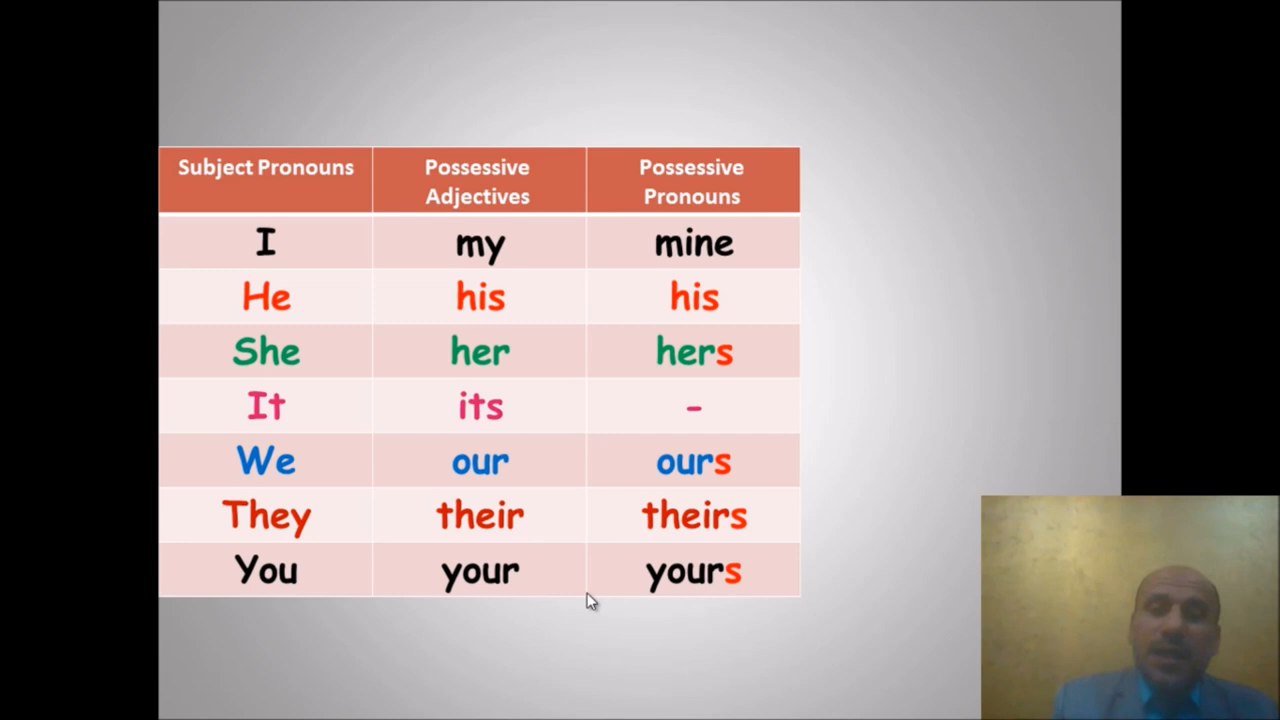 Subject Pronouns Possessive Adjectives Possessive Pronouns
I my mine
He his his
She her hers
It its -
We our ours
They their theirs
You your yours